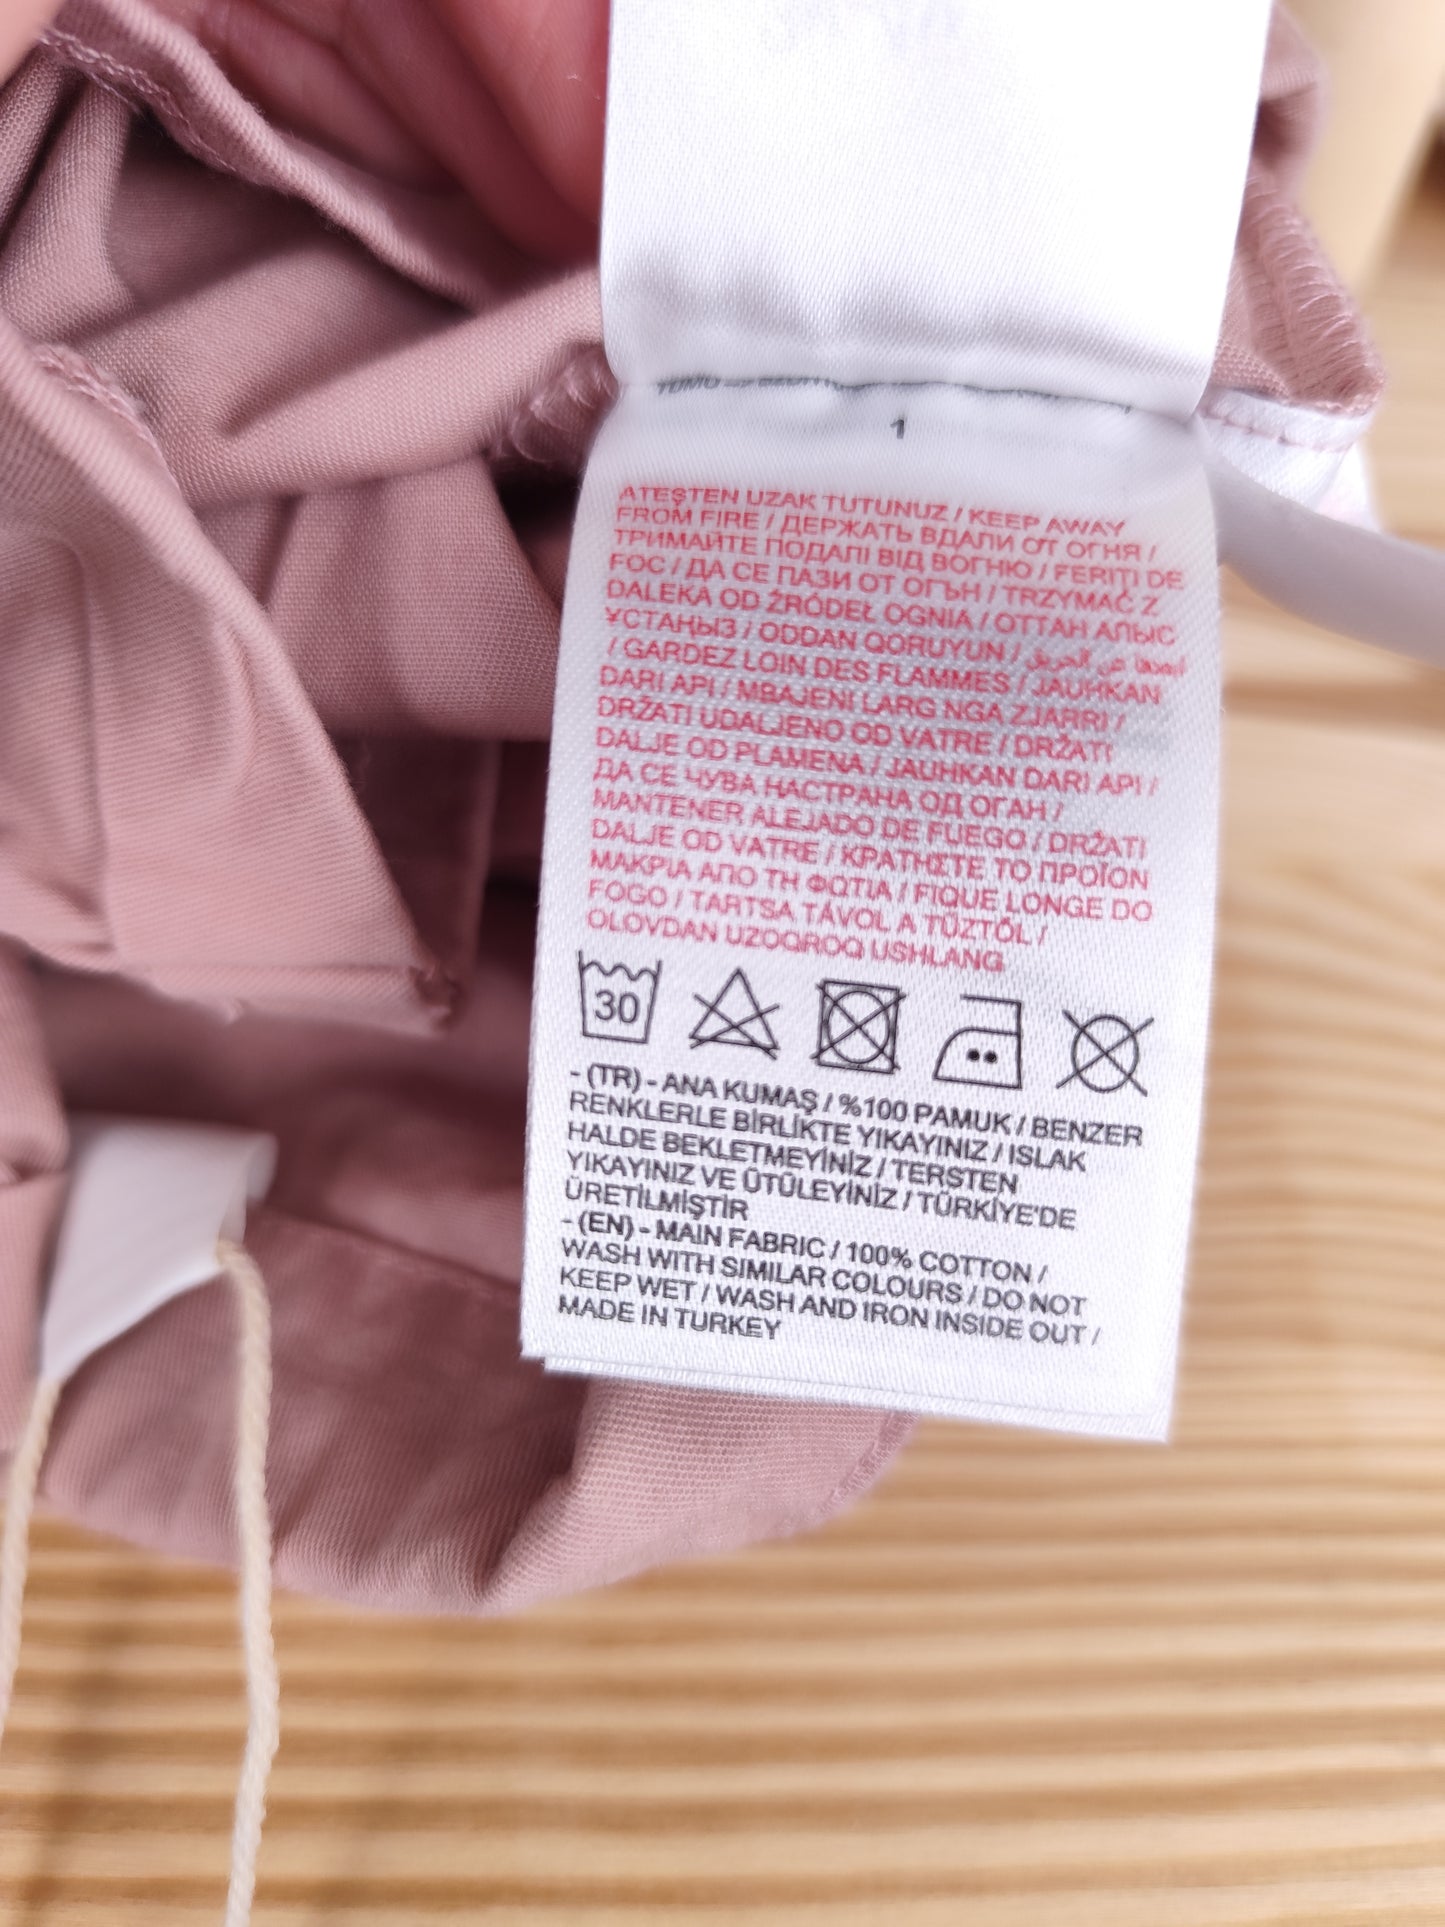 1
ATEŞTEN UZAK TUTUNUZ / KEEP AWAY
FROM FIRE / ДЕРЖАТЬ ВДАЛИ ОТ ОГНЯ /
ТРИМАЙТЕ ПОДАЛІ ВІД ВОГНЮ / FERIȚI DE
FOC / ДА СЕ ПАЗИ ОТ ОГЪН / TRZYMAĆ Z
DALEKA OD ŹRÓDEŁ OGNIA / ОТТАН АЛЫС
ҰСТАҢЫЗ / ODDAN QORUYUN / عن الحريق
/ GARDEZ LOIN DES FLAMMES / JAUHKAN
DARI API / MBAJENI LARG NGA ZJARRI /
DRŽATI UDALJENO OD VATRE / DRŽATI
DALJE OD PLAMENA / JAUHKAN DARI API /
ДА СЕ ЧУВА НАСТРАНА ОД ОГАН /
MANTENER ALEJADO DE FUEGO / DRŽATI
DALJE OD VATRE / ΚΡΑΤΗΣΤΕ ΤΟ ΠΡΟΪΟΝ
ΜΑΚΡΙΑ ΑΠΟ ΤΗ ΦΩΤΙΑ / FIQUE LONGE DO
FOGO / TARTSA TÁVOL A TŰZTŐL /
OLOVDAN UZOQROQ USHLANG
30
- (TR) - ANA KUMAŞ / %100 PAMUK / BENZER
RENKLERLE BİRLİKTE YIKAYINIZ / ISLAK
HALDE BEKLETMEYİNİZ / TERSTEN
YIKAYINIZ VE ÜTÜLEYİNİZ / TÜRKİYE'DE
ÜRETİLMİŞTİR
- (EN) - MAIN FABRIC / 100% COTTON /
WASH WITH SIMILAR COLOURS / DO NOT
KEEP WET / WASH AND IRON INSIDE OUT /
MADE IN TURKEY